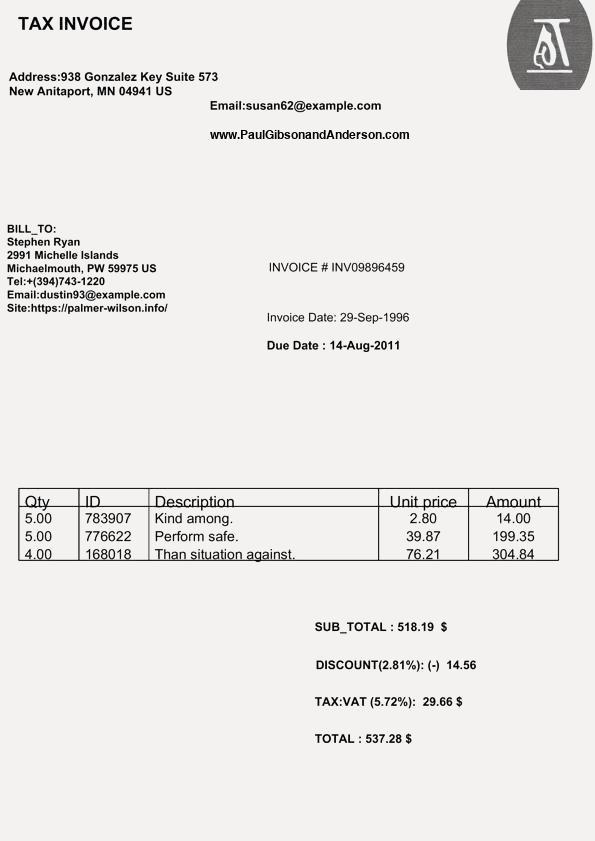 TAX INVOICE
Address:938 Gonzalez Key Suite 573
New Anitaport, MN 04941 US
Email:susan62@example.com
www.PaulGibsonandAnderson.com
BILL_TO:
Stephen Ryan
2991 Michelle Islands
Michaelmouth, PW 59975 US
Tel:+(394)743-1220
Email:dustin93@example.com
Site:https://palmer-wilson.info/
INVOICE # INV09896459
Invoice Date: 29-Sep-1996
Due Date : 14-Aug-2011
Qty ID Description Unit price Amount
5.00 783907 Kind among. 2.80 14.00
5.00 776622 Perform safe. 39.87 199.35
4.00 168018 Than situation against. 76.21 304.84
SUB_TOTAL : 518.19 $
DISCOUNT(2.81%): (-) 14.56
TAX:VAT (5.72%): 29.66 $
TOTAL : 537.28 $